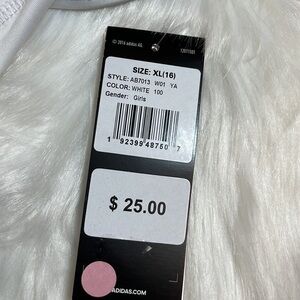 © 2016 adidas AG.
SIZE: XL(16)
STYLE: AB7013 W01 YA
COLOR: WHITE 100
Gender: Girls
1 92399 48750 7
$ 25.00
ADIDAS.COM